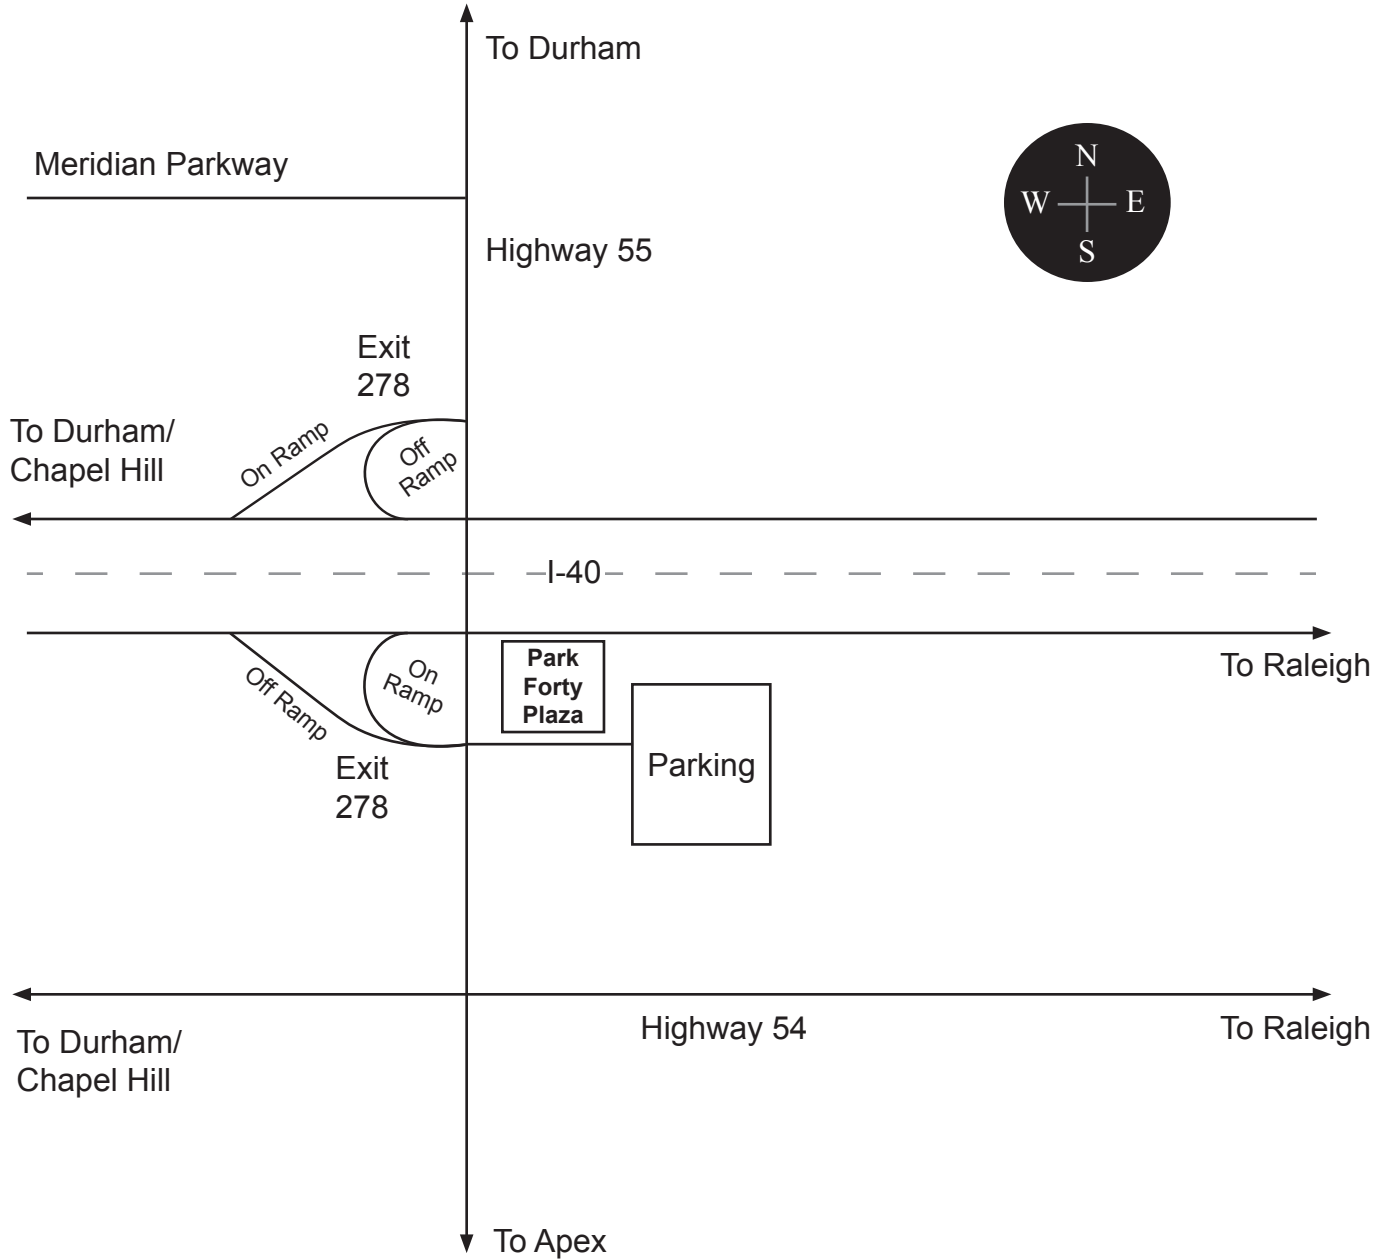 To Durham
Meridian Parkway
N
W
E
S
Highway 55
Exit
278
To Durham/
Chapel Hill
On Ramp
Off
Ramp
I-40
To Raleigh
Park
Forty
Plaza
On
Ramp
Off Ramp
Parking
Exit
278
Highway 54
To Raleigh
To Durham/
Chapel Hill
To Apex